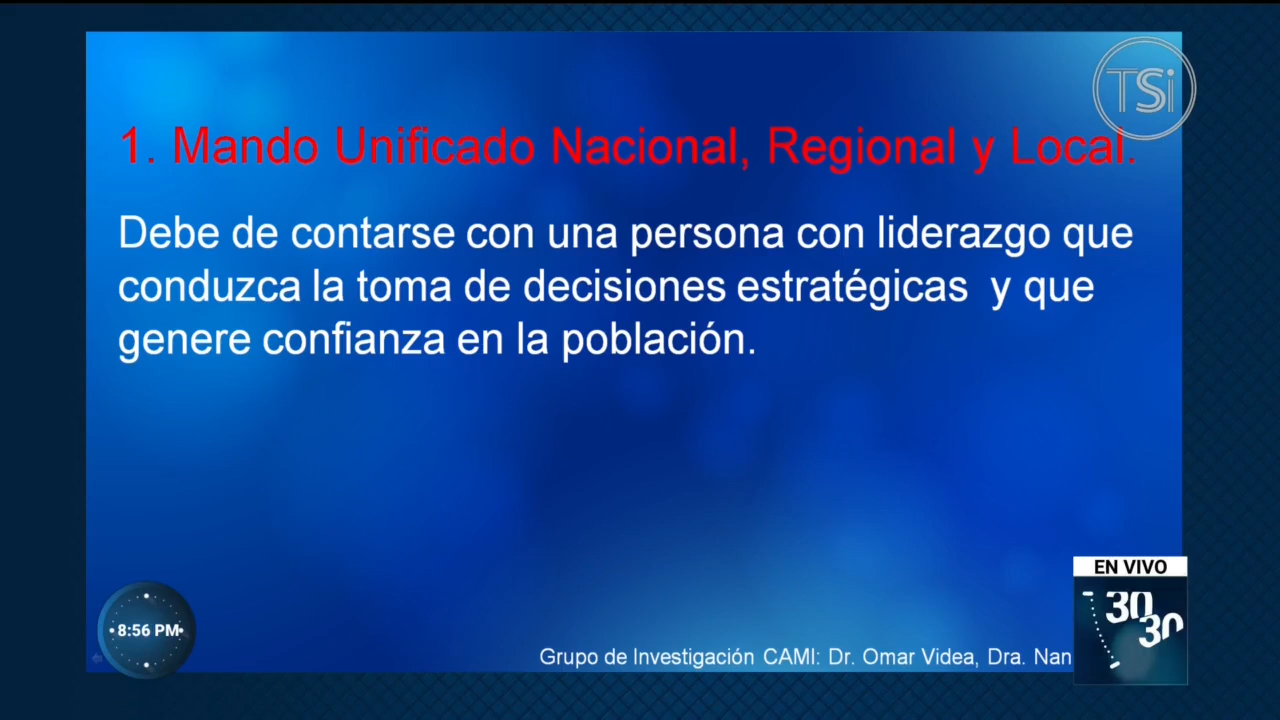 TSi
1. Mando Unificado Nacional, Regional y Local.
Debe de contarse con una persona con liderazgo que
conduzca la toma de decisiones estratégicas y que
genere confianza en la población.
EN VIVO
30
30
8:56 PM
Grupo de Investigación CAMI: Dr. Omar Videa, Dra. Nan